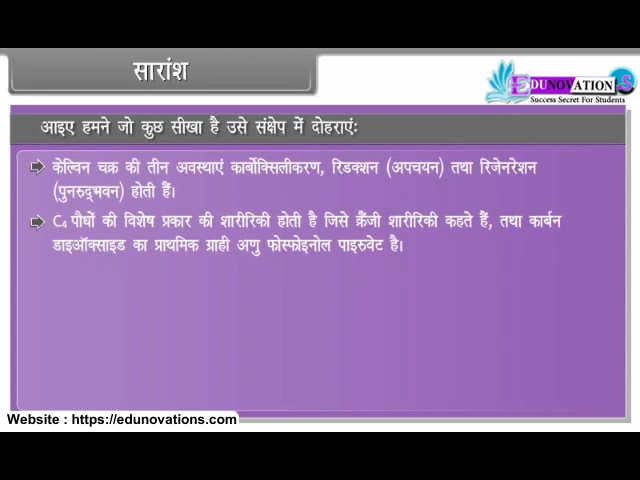 सारांश
EDUNOVATIONS
Success Secret For Students
आइए हमने जो कुछ सीखा है उसे संक्षेप में दोहराएंः
केल्विन चक्र की तीन अवस्थाएं कार्बोक्सिलीकरण, रिडक्शन (अपचयन) तथा रिजेनरेशन
(पुनरुद्भवन) होती हैं।
C₄ पौघों की विशेष प्रकार की शारीरिकी होती है जिसे क्रैंजी शारीरिकी कहते हैं, तथा कार्बन
डाइऑक्साइड का प्राथमिक ग्राही अणु फोस्फोइनोल पाइरुवेट है।
Website : https://edunovations.com